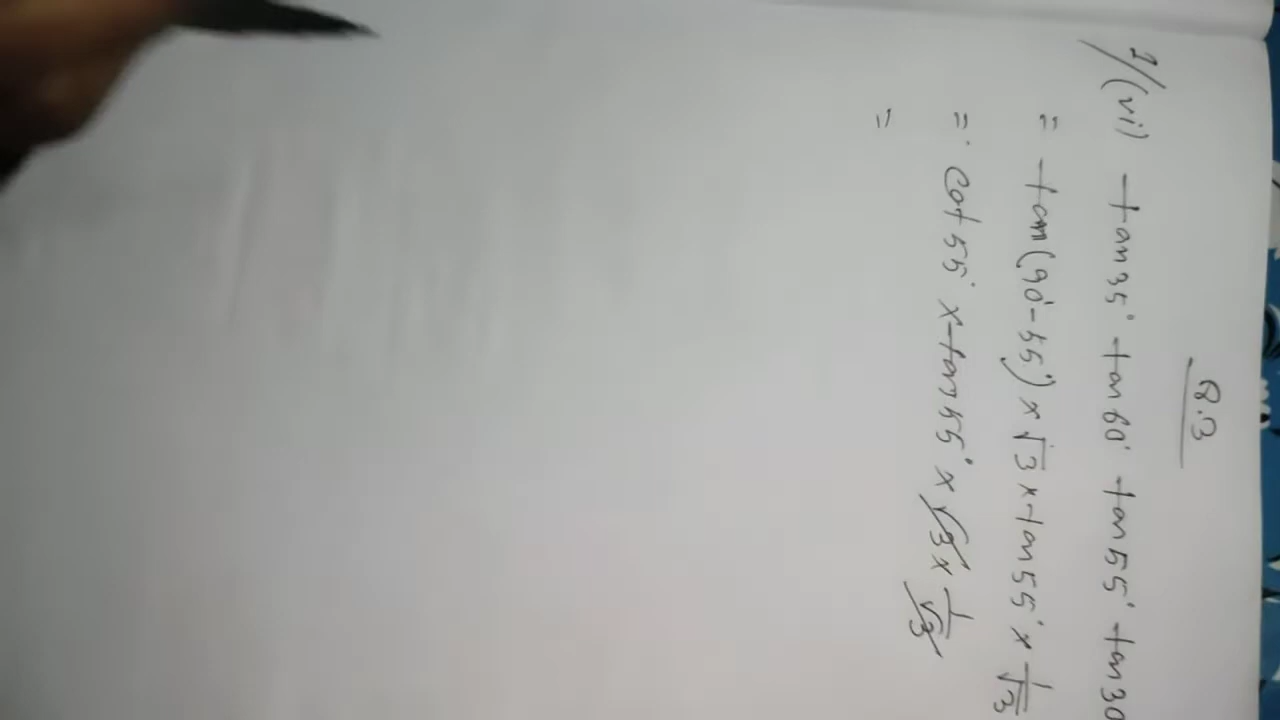 8.3
1/(vi) tan35° tan60° tan55° tan30
= tan(90°-55°) x √3 x tan55° x 1/√3
= cot55° x tan55° x √3 x 1/√3
=